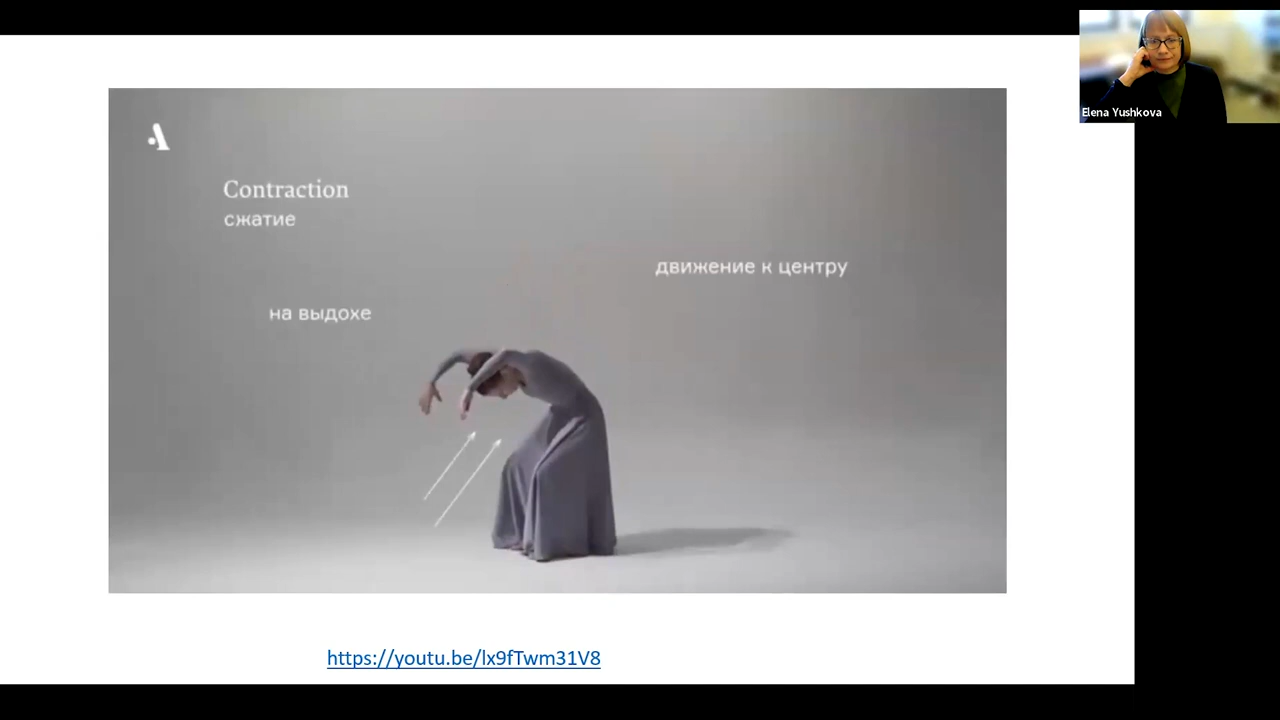 Elena Yushkova
Contraction
сжатие
движение к центру
на выдохе
https://youtu.be/lx9fTwm31V8